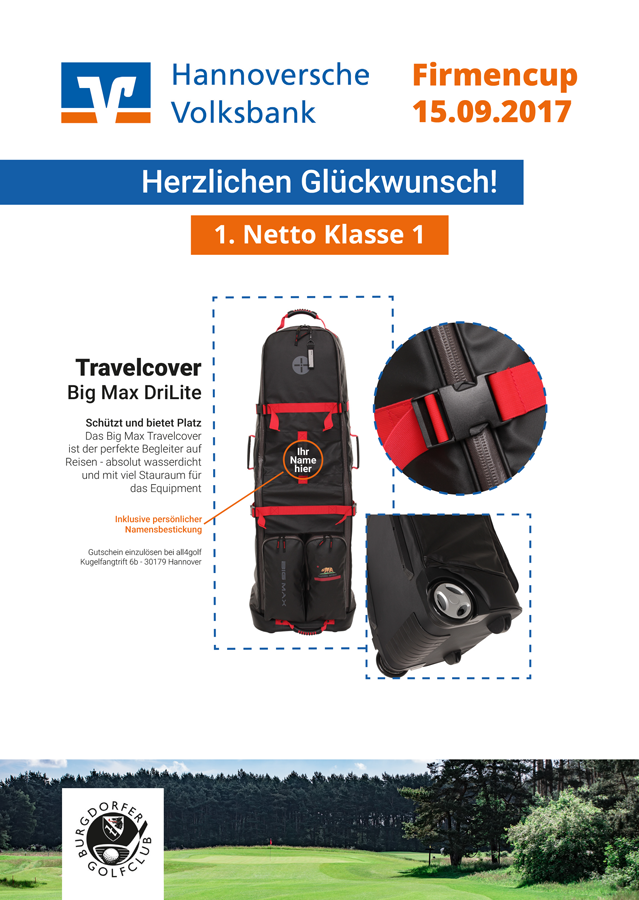 Hannoversche
Volksbank
Firmencup
15.09.2017
Herzlichen Glückwunsch!
1. Netto Klasse 1
Travelcover
Big Max DriLite
Schützt und bietet Platz
Das Big Max Travelcover
ist der perfekte Begleiter auf
Reisen - absolut wasserdicht
und mit viel Stauraum für
das Equipment
Inklusive persönlicher
Namensbestickung
Gutschein einzulösen bei all4golf
Kugelfangtrift 6b - 30179 Hannover
Ihr
Name
hier
BIG MAX
BURGDORFER
GOLFCLUB